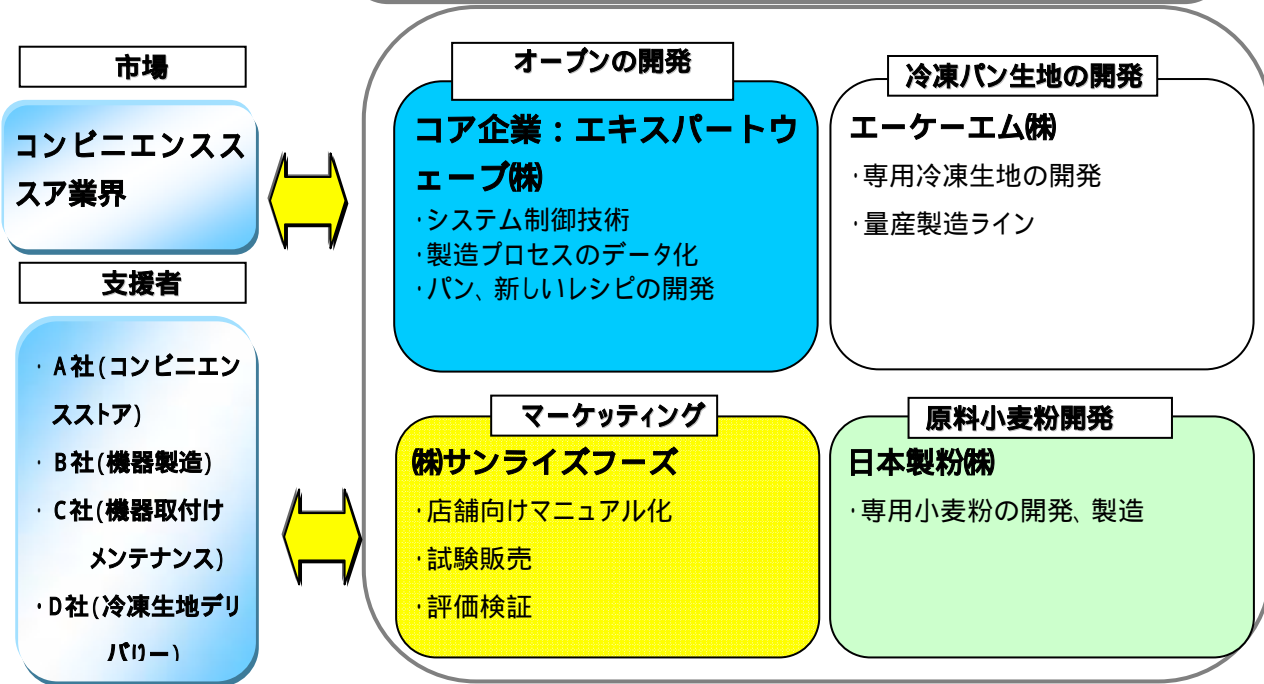 市場
コンビニエンスス
スア業界
支援者
· A社(コンビニエン
スストア)
· B社(機器製造)
· C社(機器取付け
メンテナンス)
·D社(冷凍生地デリ
バリー)
オーブンの開発
コア企業：エキスパートウ
ェーブ㈱
·システム制御技術
·製造プロセスのデータ化
·パン、新しいレシピの開発
冷凍パン生地の開発
エーケーエム㈱
·専用冷凍生地の開発
·量産製造ライン
マーケッティング
㈱サンライズフーズ
·店舗向けマニュアル化
·試験販売
·評価検証
原料小麦粉開発
日本製粉㈱
·専用小麦粉の開発、製造